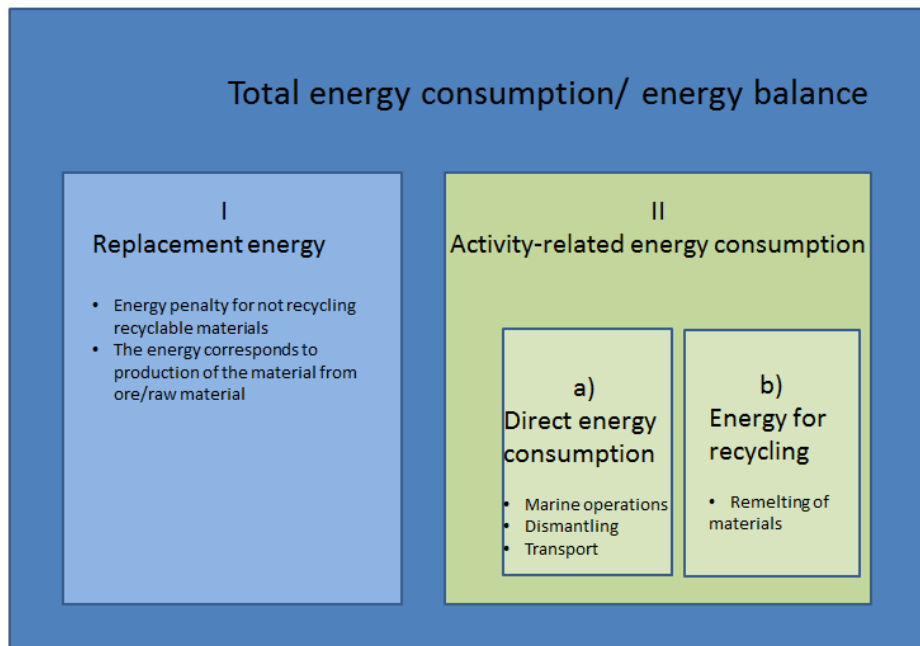 Total energy consumption/ energy balance
I
Replacement energy
• Energy penalty for not recycling
recyclable materials
• The energy corresponds to
production of the material from
ore/raw material
II
Activity-related energy consumption
a)
Direct energy
consumption
• Marine operations
• Dismantling
• Transport
b)
Energy for
recycling
• Remelting of
materials